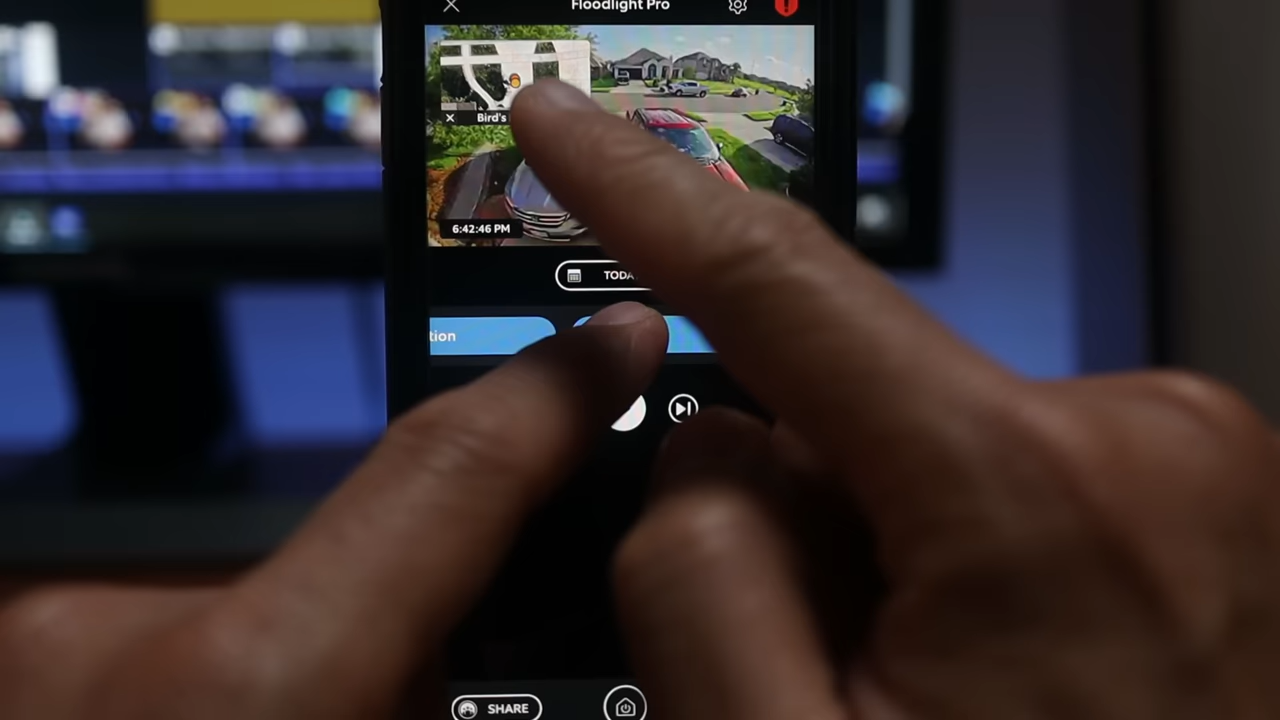 Floodlight Pro
Bird's
6:42:46 PM
TODA
tion
SHARE